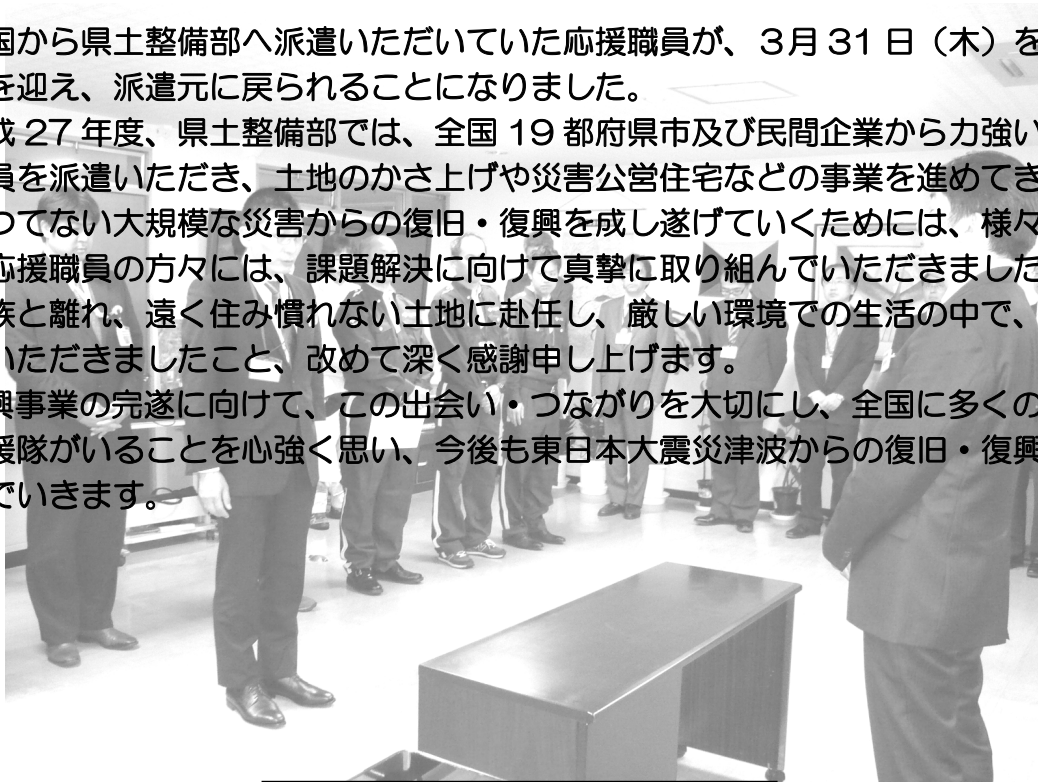 国から県土整備部へ派遣いただいていた応援職員が、３月 31 日（木）を
を迎え、派遣元に戻られることになりました。
成 27 年度、県土整備部では、全国 19 都府県市及び民間企業から力強い
員を派遣いただき、土地のかさ上げや災害公営住宅などの事業を進めてき
つてない大規模な災害からの復旧・復興を成し遂げていくためには、様々
応援職員の方々には、課題解決に向けて真摯に取り組んでいただきました
族と離れ、遠く住み慣れない土地に赴任し、厳しい環境での生活の中で、
いただきましたこと、改めて深く感謝申し上げます。
興事業の完遂に向けて、この出会い・つながりを大切にし、全国に多くの
援隊がいることを心強く思い、今後も東日本大震災津波からの復旧・復興
でいきます。